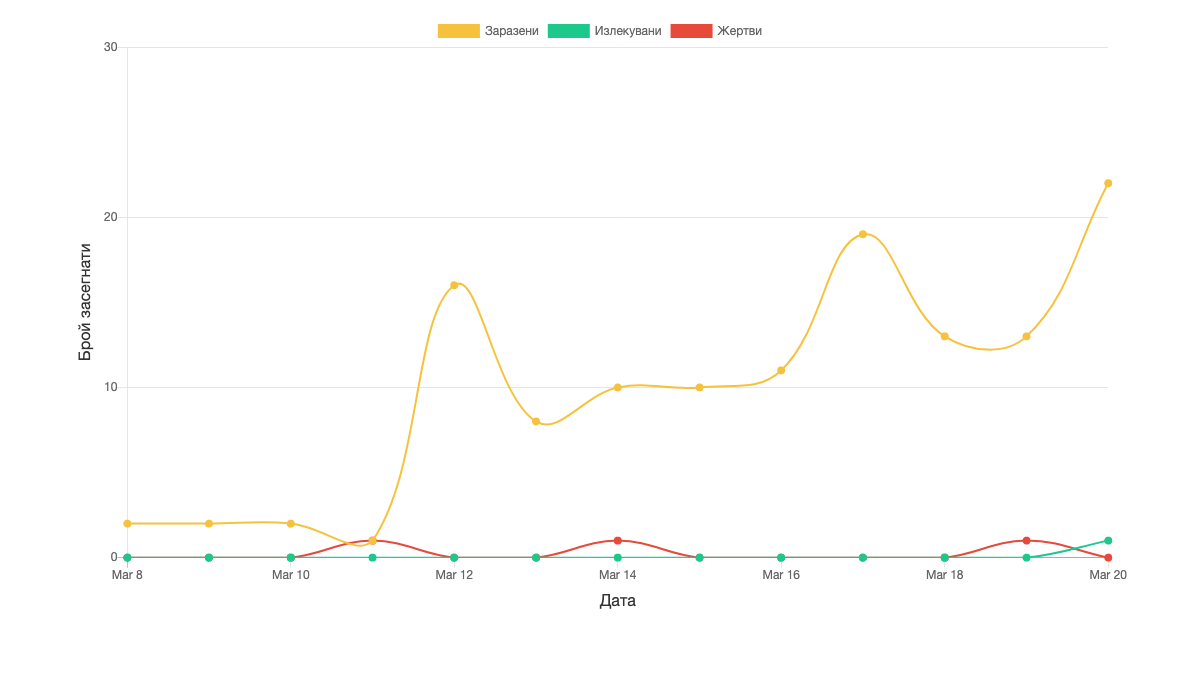 Заразени Излекувани Жертви
30
20
10
0
Брой засегнати
Mar 8 Mar 10 Mar 12 Mar 14 Mar 16 Mar 18 Mar 20
Дата